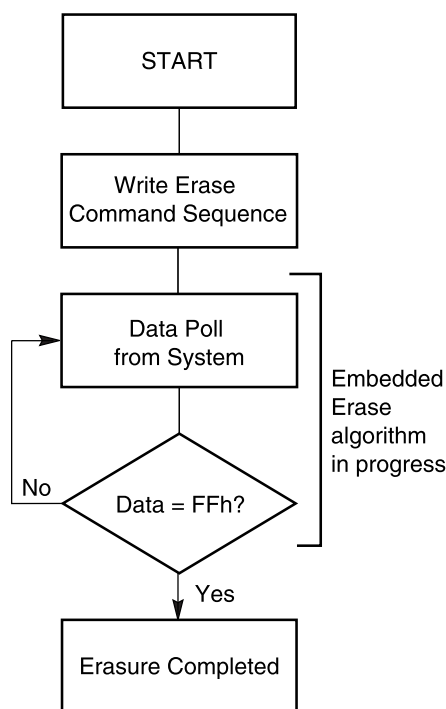 START
Write Erase
Command Sequence
Data Poll
from System
Embedded
Erase
algorithm
in progress
No
Data = FFh?
Yes
Erasure Completed